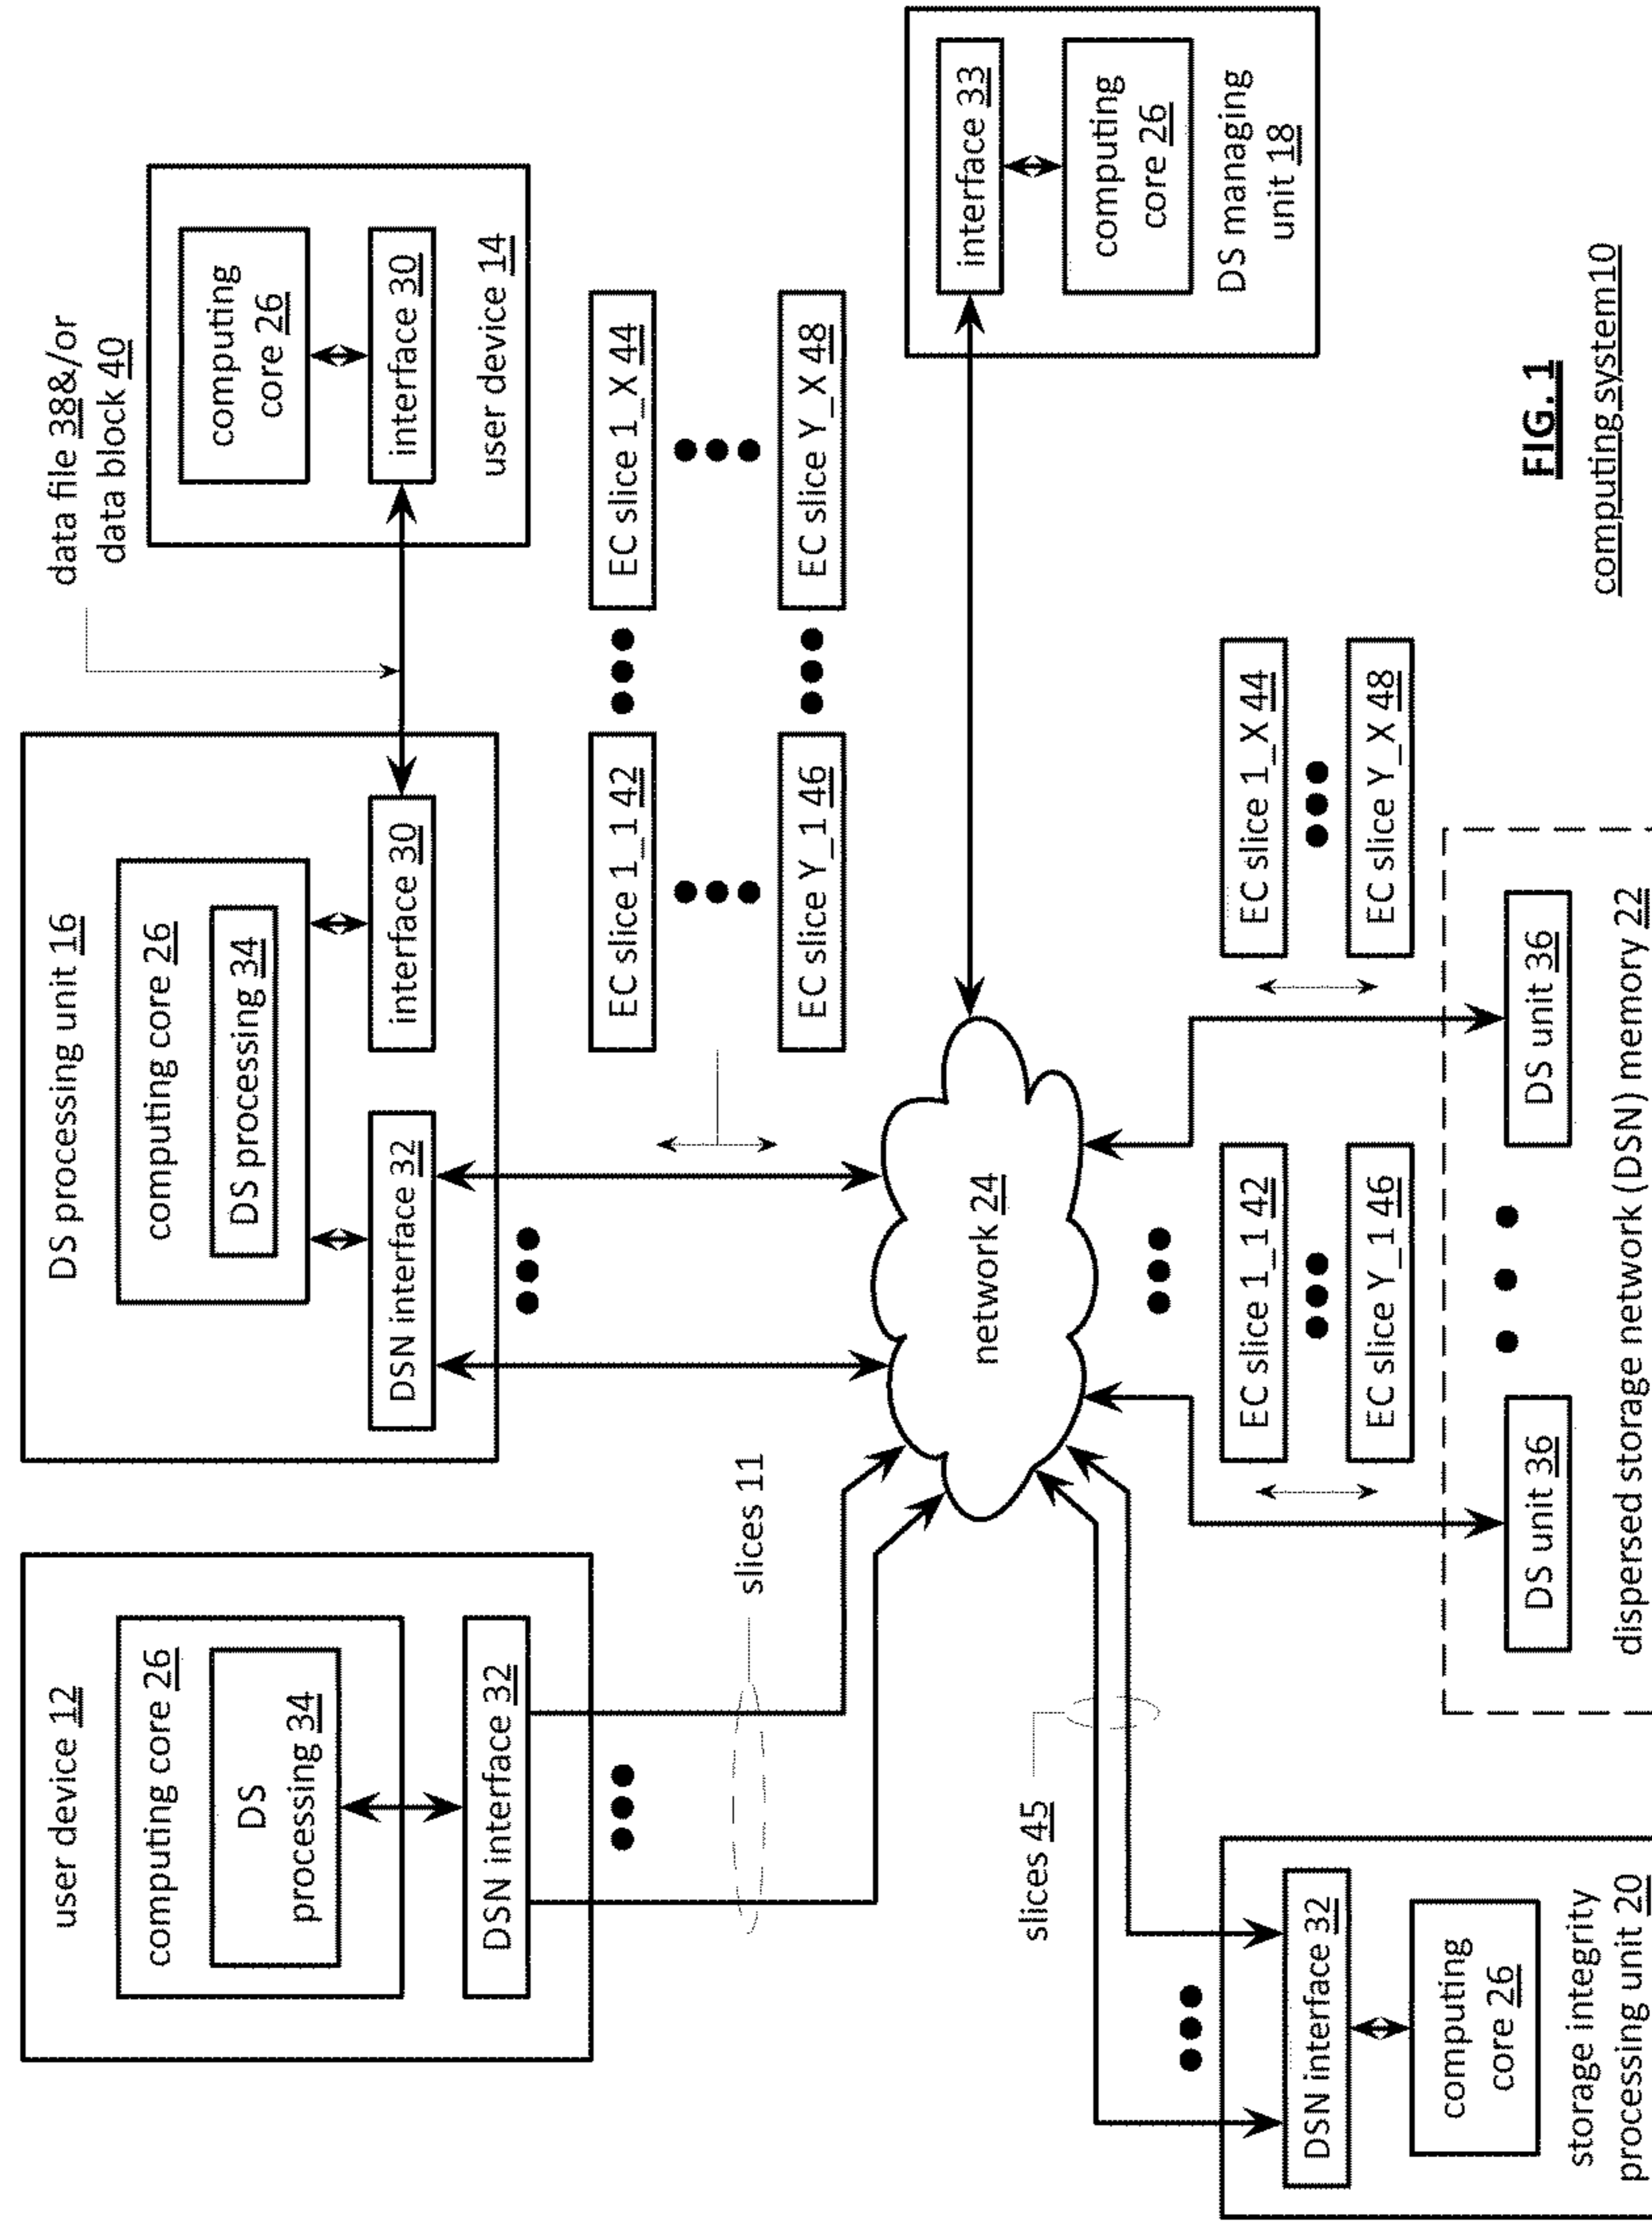 user device 12
computing core 26
DS
processing 34
DSN interface 32
DS processing unit 16
computing core 26
DS processing 34
DSN interface 32
interface 30
data file 38&/or
data block 40
computing
core 26
interface 30
user device 14
slices 11
EC slice 1_1 42
EC slice 1_X 44
EC slice Y_1 46
EC slice Y_X 48
network 24
interface 33
computing
core 26
DS managing
unit 18
slices 45
DSN interface 32
computing
core 26
storage integrity
processing unit 20
EC slice 1_1 42
EC slice Y_1 46
EC slice 1_X 44
EC slice Y_X 48
DS unit 36
DS unit 36
dispersed storage network (DSN) memory 22
FIG. 1
computing system10